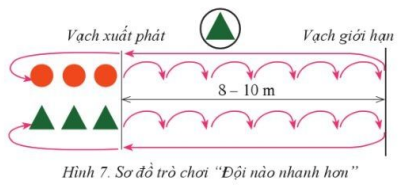 Vạch xuất phát
Vạch giới hạn
8 – 10 m
Hình 7. Sơ đồ trò chơi “Đội nào nhanh hơn”